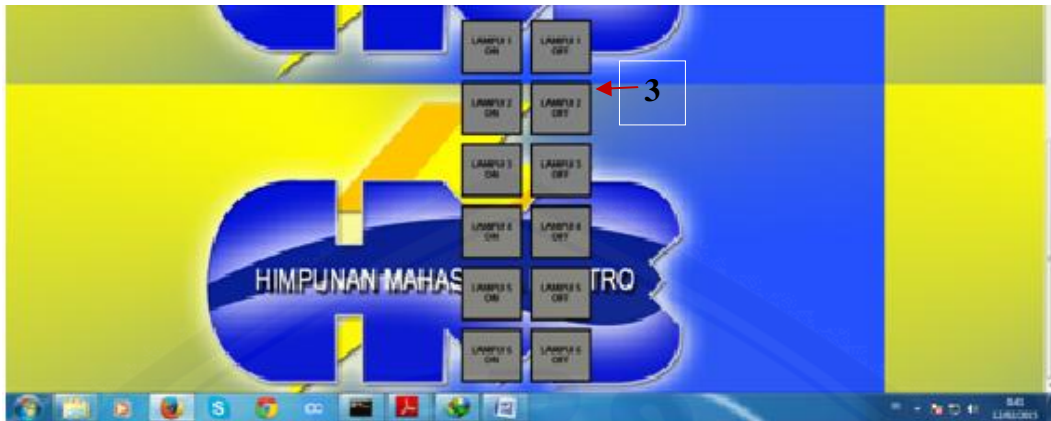 LAMPU 1
ON
LAMPU 1
OFF
LAMPU 2
ON
LAMPU 2
OFF
3
LAMPU 3
ON
LAMPU 3
OFF
LAMPU 4
ON
LAMPU 4
OFF
HIMPUNAN MAHAS
TRO
LAMPU 5
ON
LAMPU 5
OFF
LAMPU 6
ON
LAMPU 6
OFF